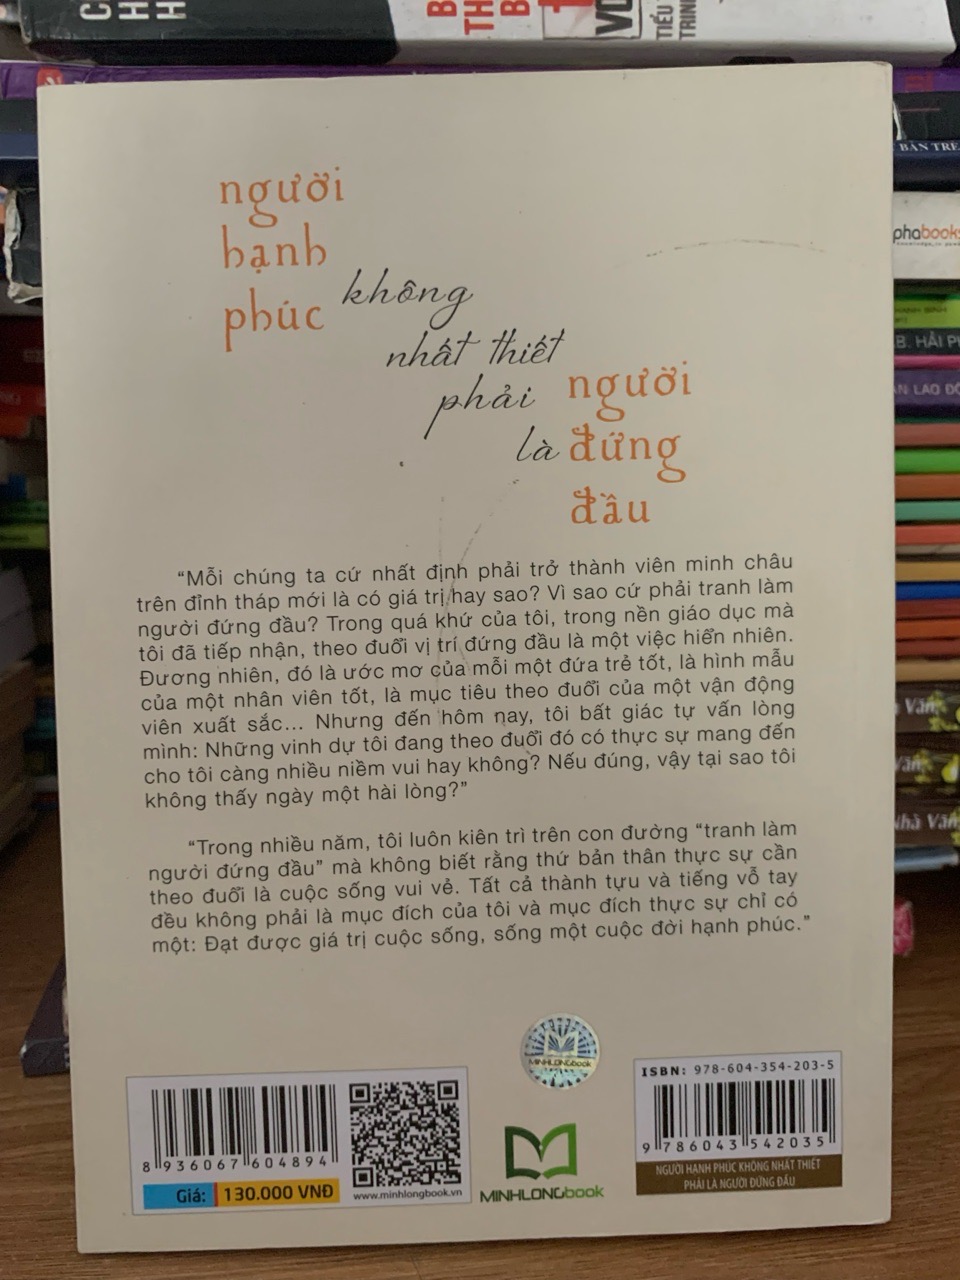 BẢN TRẺ
phabooks
B. HẢI
người
hạnh
phúc
không
nhất thiết
phải
là
người
đứng
đầu
“Mỗi chúng ta cứ nhất định phải trở thành viên minh châu
trên đỉnh tháp mới là có giá trị hay sao? Vì sao cứ phải tranh làm
người đứng đầu? Trong quá khứ của tôi, trong nền giáo dục mà
tôi đã tiếp nhận, theo đuổi vị trí đứng đầu là một việc hiển nhiên.
Đương nhiên, đó là ước mơ của mỗi một đứa trẻ tốt, là hình mẫu
của một nhân viên tốt, là mục tiêu theo đuổi của một vận động
viên xuất sắc... Nhưng đến hôm nay, tôi bất giác tự vấn lòng
mình: Những vinh dự tôi đang theo đuổi đó có thực sự mang đến
cho tôi càng nhiều niềm vui hay không? Nếu đúng, vậy tại sao tôi
không thấy ngày một hài lòng?”
“Trong nhiều năm, tôi luôn kiên trì trên con đường “tranh làm
người đứng đầu” mà không biết rằng thứ bản thân thực sự cần
theo đuổi là cuộc sống vui vẻ. Tất cả thành tựu và tiếng vỗ tay
đều không phải là mục đích của tôi và mục đích thực sự chỉ có
một: Đạt được giá trị cuộc sống, sống một cuộc đời hạnh phúc.”
MINHLONGbook
8 936067 604894
Giá: 130.000 VNĐ
www.minhlongbook.vn
MINHLONGbook
ISBN: 978-604-354-203-5
9 786043 542035
NGƯỜI HẠNH PHÚC KHÔNG NHẤT THIẾT
PHẢI LÀ NGƯỜI ĐỨNG ĐẦU
Văn
Văn
Nhà Văn